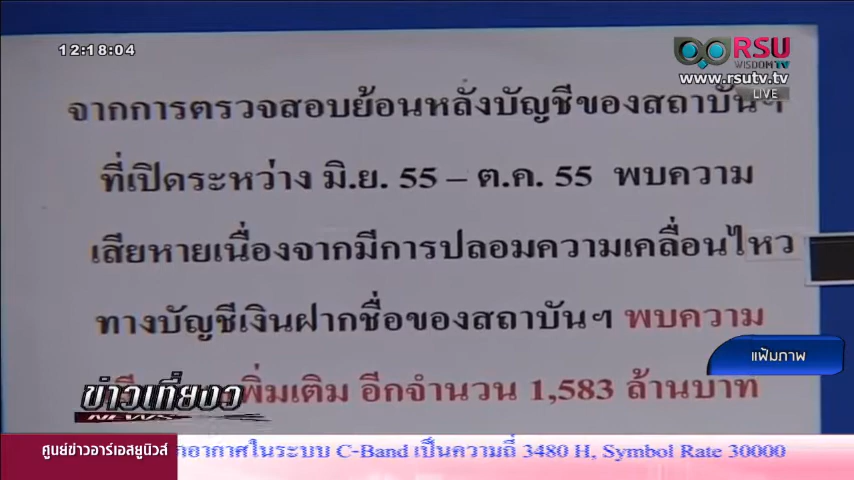 12:18:04
RSU
WISDOM TV
www.rsutv.tv
LIVE
จากการตรวจสอบย้อนหลังบัญชีของสถาบันฯ
ที่เปิดระหว่าง มิ.ย. 55 – ต.ค. 55 พบความ
เสียหายเนื่องจากมีการปลอมความเคลื่อนไหว
ทางบัญชีเงินฝากชื่อของสถาบันฯ พบความ
เพิ่มเติม อีกจำนวน 1,583 ล้านบาท
แฟ้มภาพ
ข่าวเที่ยง
NEWS
ศูนย์ข่าวอาร์เอสยูนิวส์
กอากาศในระบบ C-Band เป็นความถี่ 3480 H, Symbol Rate 30000